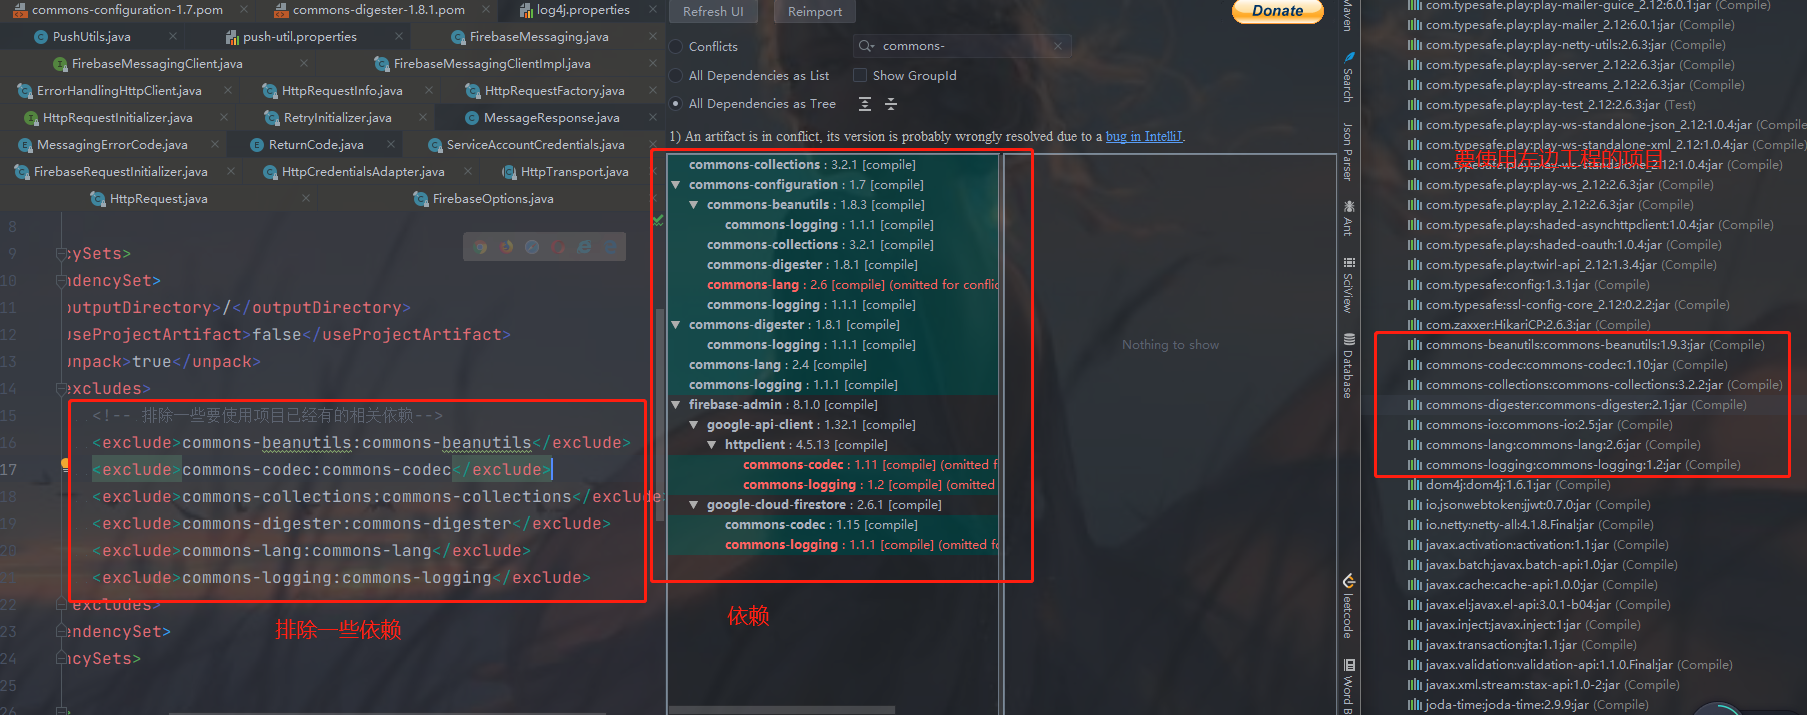 commons-configuration-1.7.pom
commons-digester-1.8.1.pom
log4j.properties
PushUtils.java
push-util.properties
FirebaseMessaging.java
FirebaseMessagingClient.java
FirebaseMessagingClientImpl.java
ErrorHandlingHttpClient.java
HttpRequestInfo.java
HttpRequestFactory.java
HttpRequestInitializer.java
RetryInitializer.java
MessageResponse.java
MessagingErrorCode.java
ReturnCode.java
ServiceAccountCredentials.java
FirebaseRequestInitializer.java
HttpCredentialsAdapter.java
HttpTransport.java
HttpRequest.java
FirebaseOptions.java
8
9 cySets>
10 ndencySet>
11 outputDirectory>/</outputDirectory>
12 useProjectArtifact>false</useProjectArtifact>
13 unpack>true</unpack>
14 excludes>
15 <!-- 排除一些要使用项目已经有的相关依赖-->
16 <exclude>commons-beanutils:commons-beanutils</exclude>
17 <exclude>commons-codec:commons-codec</exclude>
18 <exclude>commons-collections:commons-collections</exclude
19 <exclude>commons-digester:commons-digester</exclude>
20 <exclude>commons-lang:commons-lang</exclude>
21 <exclude>commons-logging:commons-logging</exclude>
22 excludes>
23 endencySet>
24 ncySets>
25
26
排除一些依赖
Refresh UI
Reimport
Donate
Conflicts
commons-
All Dependencies as List
Show GroupId
All Dependencies as Tree
1) An artifact is in conflict, its version is probably wrongly resolved due to a bug in IntelliJ.
commons-collections : 3.2.1 [compile]
commons-configuration : 1.7 [compile]
commons-beanutils : 1.8.3 [compile]
commons-logging : 1.1.1 [compile]
commons-collections : 3.2.1 [compile]
commons-digester : 1.8.1 [compile]
commons-lang : 2.6 [compile] (omitted for conflic
commons-logging : 1.1.1 [compile]
commons-digester : 1.8.1 [compile]
commons-logging : 1.1.1 [compile]
commons-lang : 2.4 [compile]
commons-logging : 1.1.1 [compile]
firebase-admin : 8.1.0 [compile]
google-api-client : 1.32.1 [compile]
httpclient : 4.5.13 [compile]
commons-codec : 1.11 [compile] (omitted f
commons-logging : 1.2 [compile] (omitted
google-cloud-firestore : 2.6.1 [compile]
commons-codec : 1.15 [compile]
commons-logging : 1.1.1 [compile] (omitted fo
依赖
Nothing to show
Maven
Search
Json Parser
Ant
SciView
Database
leetcode
Word B
com.typesafe.play:play-mailer-guice_2.12:6.0.1:jar (Compile)
com.typesafe.play:play-mailer_2.12:6.0.1:jar (Compile)
com.typesafe.play:play-netty-utils:2.6.3:jar (Compile)
com.typesafe.play:play-server_2.12:2.6.3:jar (Compile)
com.typesafe.play:play-streams_2.12:2.6.3:jar (Compile)
com.typesafe.play:play-test_2.12:2.6.3:jar (Test)
com.typesafe.play:play-ws-standalone-json_2.12:1.0.4:jar (Compile
com.typesafe.play:play-ws-standalone-xml_2.12:1.0.4:jar (Compile)
com.typesafe.play:play-ws-standalone_2.12:1.0.4:jar (Compile)
要使用左边工程的项目
com.typesafe.play:play-ws_2.12:2.6.3:jar (Compile)
com.typesafe.play:play_2.12:2.6.3:jar (Compile)
com.typesafe.play:shaded-asynchttpclient:1.0.4:jar (Compile)
com.typesafe.play:shaded-oauth:1.0.4:jar (Compile)
com.typesafe.play:twirl-api_2.12:1.3.4:jar (Compile)
com.typesafe:config:1.3.1:jar (Compile)
com.typesafe:ssl-config-core_2.12:0.2.2:jar (Compile)
com.zaxxer:HikariCP:2.6.3:jar (Compile)
commons-beanutils:commons-beanutils:1.9.3:jar (Compile)
commons-codec:commons-codec:1.10:jar (Compile)
commons-collections:commons-collections:3.2.2:jar (Compile)
commons-digester:commons-digester:2.1:jar (Compile)
commons-io:commons-io:2.5:jar (Compile)
commons-lang:commons-lang:2.6:jar (Compile)
commons-logging:commons-logging:1.2:jar (Compile)
dom4j:dom4j:1.6.1:jar (Compile)
io.jsonwebtoken:jjwt:0.7.0:jar (Compile)
io.netty:netty-all:4.1.8.Final:jar (Compile)
javax.activation:activation:1.1:jar (Compile)
javax.batch:javax.batch-api:1.0:jar (Compile)
javax.cache:cache-api:1.0.0:jar (Compile)
javax.el:javax.el-api:3.0.1-b04:jar (Compile)
javax.inject:javax.inject:1:jar (Compile)
javax.transaction:jta:1.1:jar (Compile)
javax.validation:validation-api:1.1.0.Final:jar (Compile)
javax.xml.stream:stax-api:1.0-2:jar (Compile)
joda-time:joda-time:2.9.9:jar (Compile)